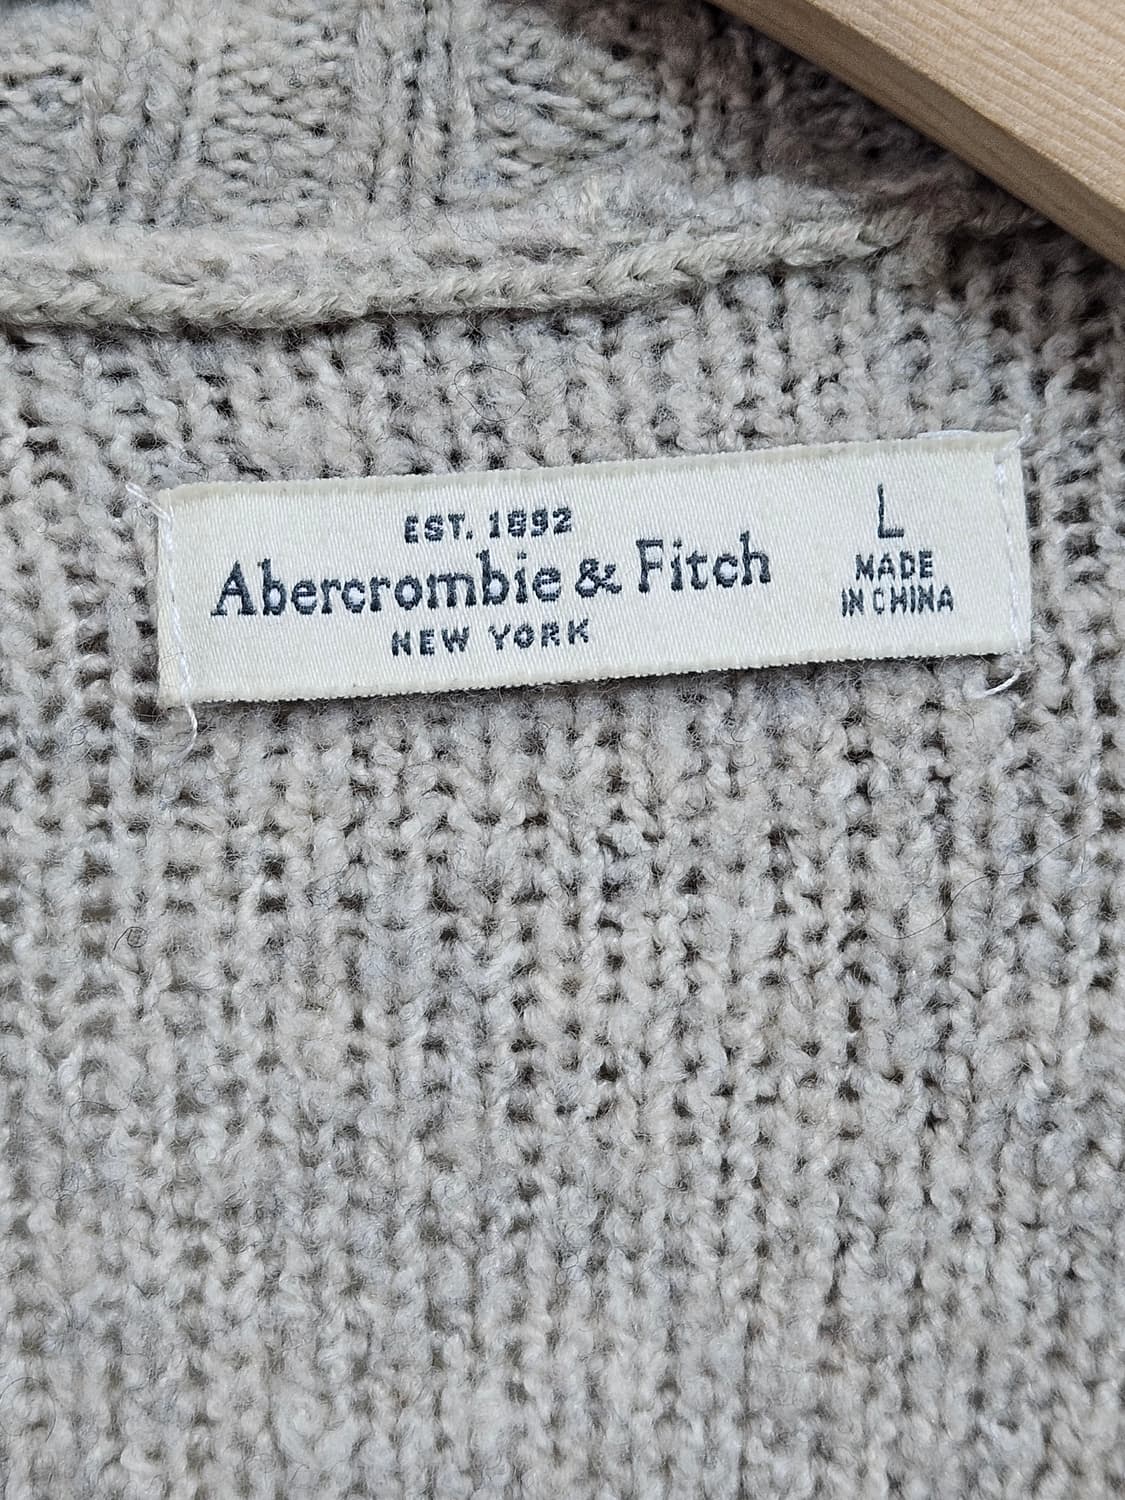 EST. 1892
Abercrombie & Fitch
NEW YORK
L
MADE
IN CHINA